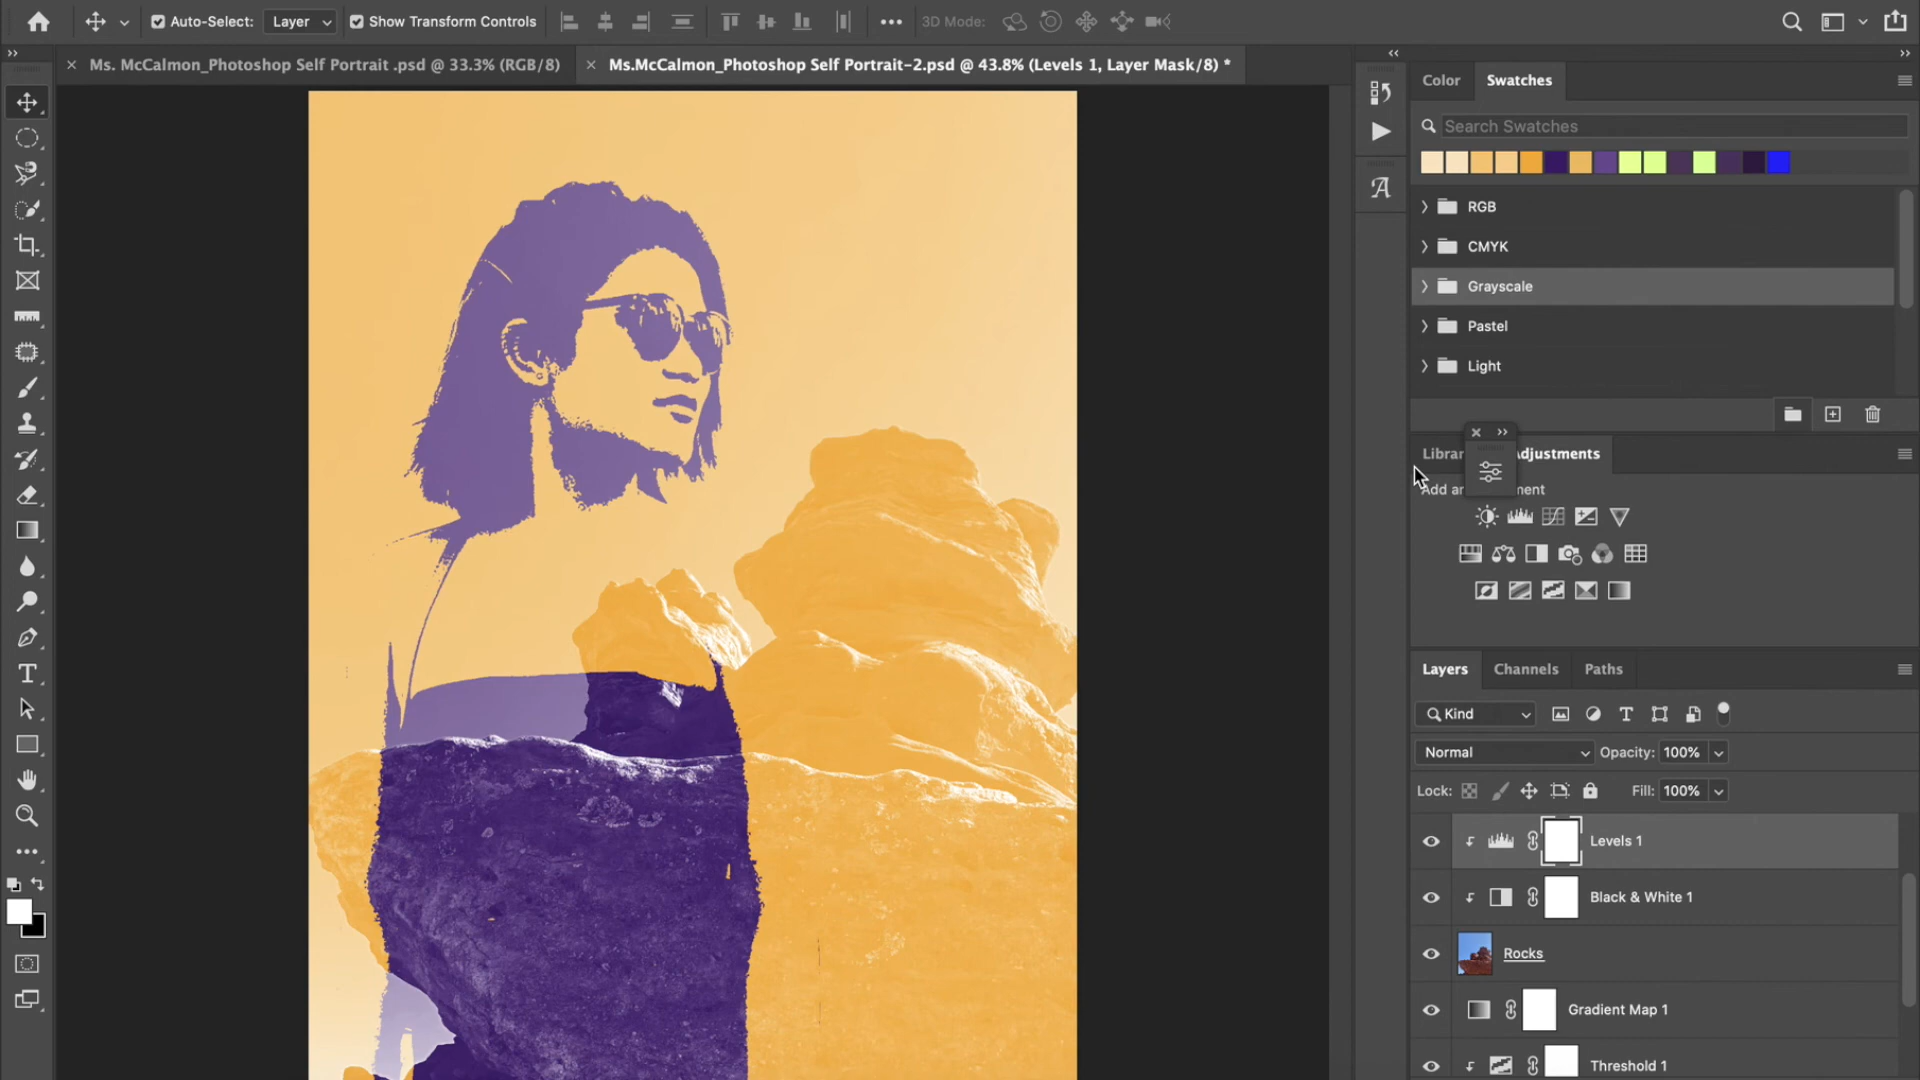 Auto-Select: Layer Show Transform Controls ••• 3D Mode:
× Ms. McCalmon_Photoshop Self Portrait .psd @ 33.3% (RGB/8) × Ms.McCalmon_Photoshop Self Portrait-2.psd @ 43.8% (Levels 1, Layer Mask/8) *
Color Swatches
Search Swatches
RGB
CMYK
Grayscale
Pastel
Light
Librar djustments
Add an ment
Layers Channels Paths
Kind
Normal Opacity: 100%
Lock: Fill: 100%
Levels 1
Black & White 1
Rocks
Gradient Map 1
Threshold 1